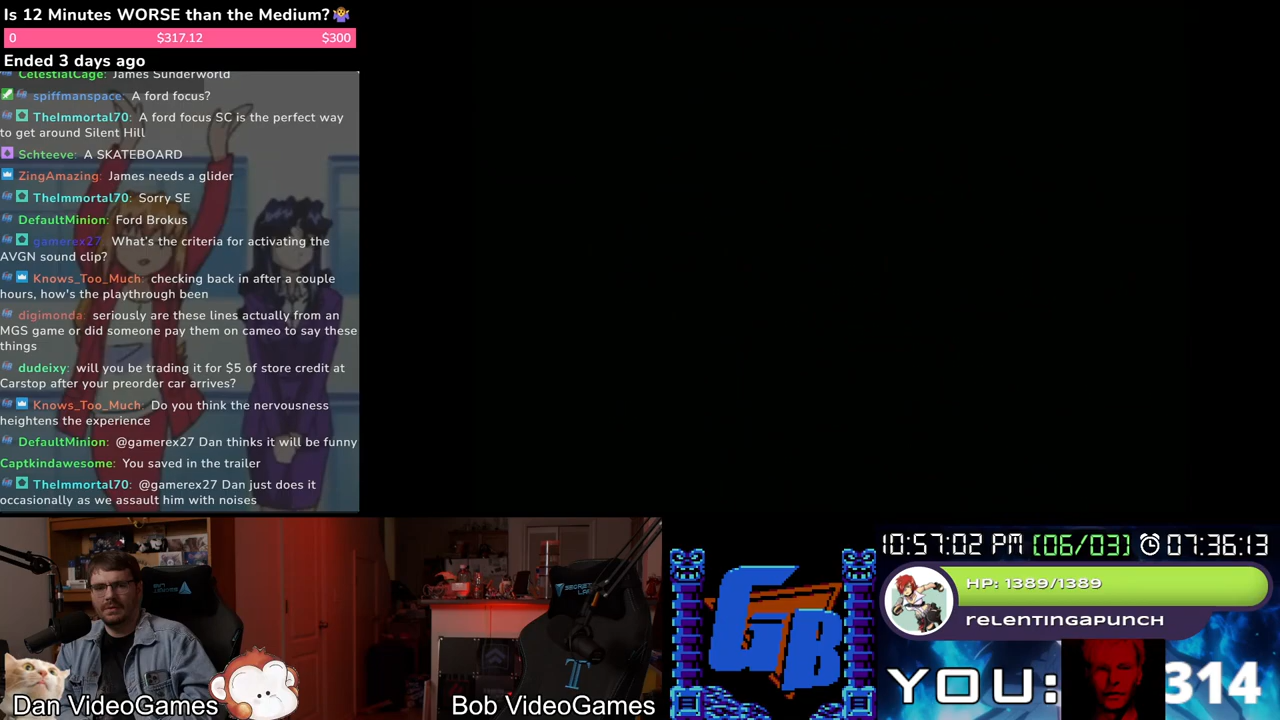 Is 12 Minutes WORSE than the Medium?🤷‍♀️
0 $317.12 $300
Ended 3 days ago
CelestialCage: James Sunderworld
spiffmanspace: A ford focus?
TheImmortal70: A ford focus SC is the perfect way
to get around Silent Hill
Schteeve: A SKATEBOARD
ZingAmazing: James needs a glider
TheImmortal70: Sorry SE
DefaultMinion: Ford Brokus
gamerex27: What's the criteria for activating the
AVGN sound clip?
Knows_Too_Much: checking back in after a couple
hours, how's the playthrough been
digimonda: seriously are these lines actually from an
MGS game or did someone pay them on cameo to say these
things
dudeixy: will you be trading it for $5 of store credit at
Carstop after your preorder car arrives?
Knows_Too_Much: Do you think the nervousness
heightens the experience
DefaultMinion: @gamerex27 Dan thinks it will be funny
Captkindawesome: You saved in the trailer
TheImmortal70: @gamerex27 Dan just does it
occasionally as we assault him with noises
SECRET
LAB
Dan VideoGames
Bob VideoGames
GB
10:57:02 PM [06/03] 07:36:13
HP: 1389/1389
relentingapunch
YOU: 314